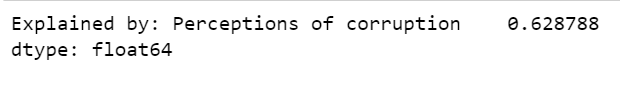 Explained by: Perceptions of corruption    0.628788
dtype: float64